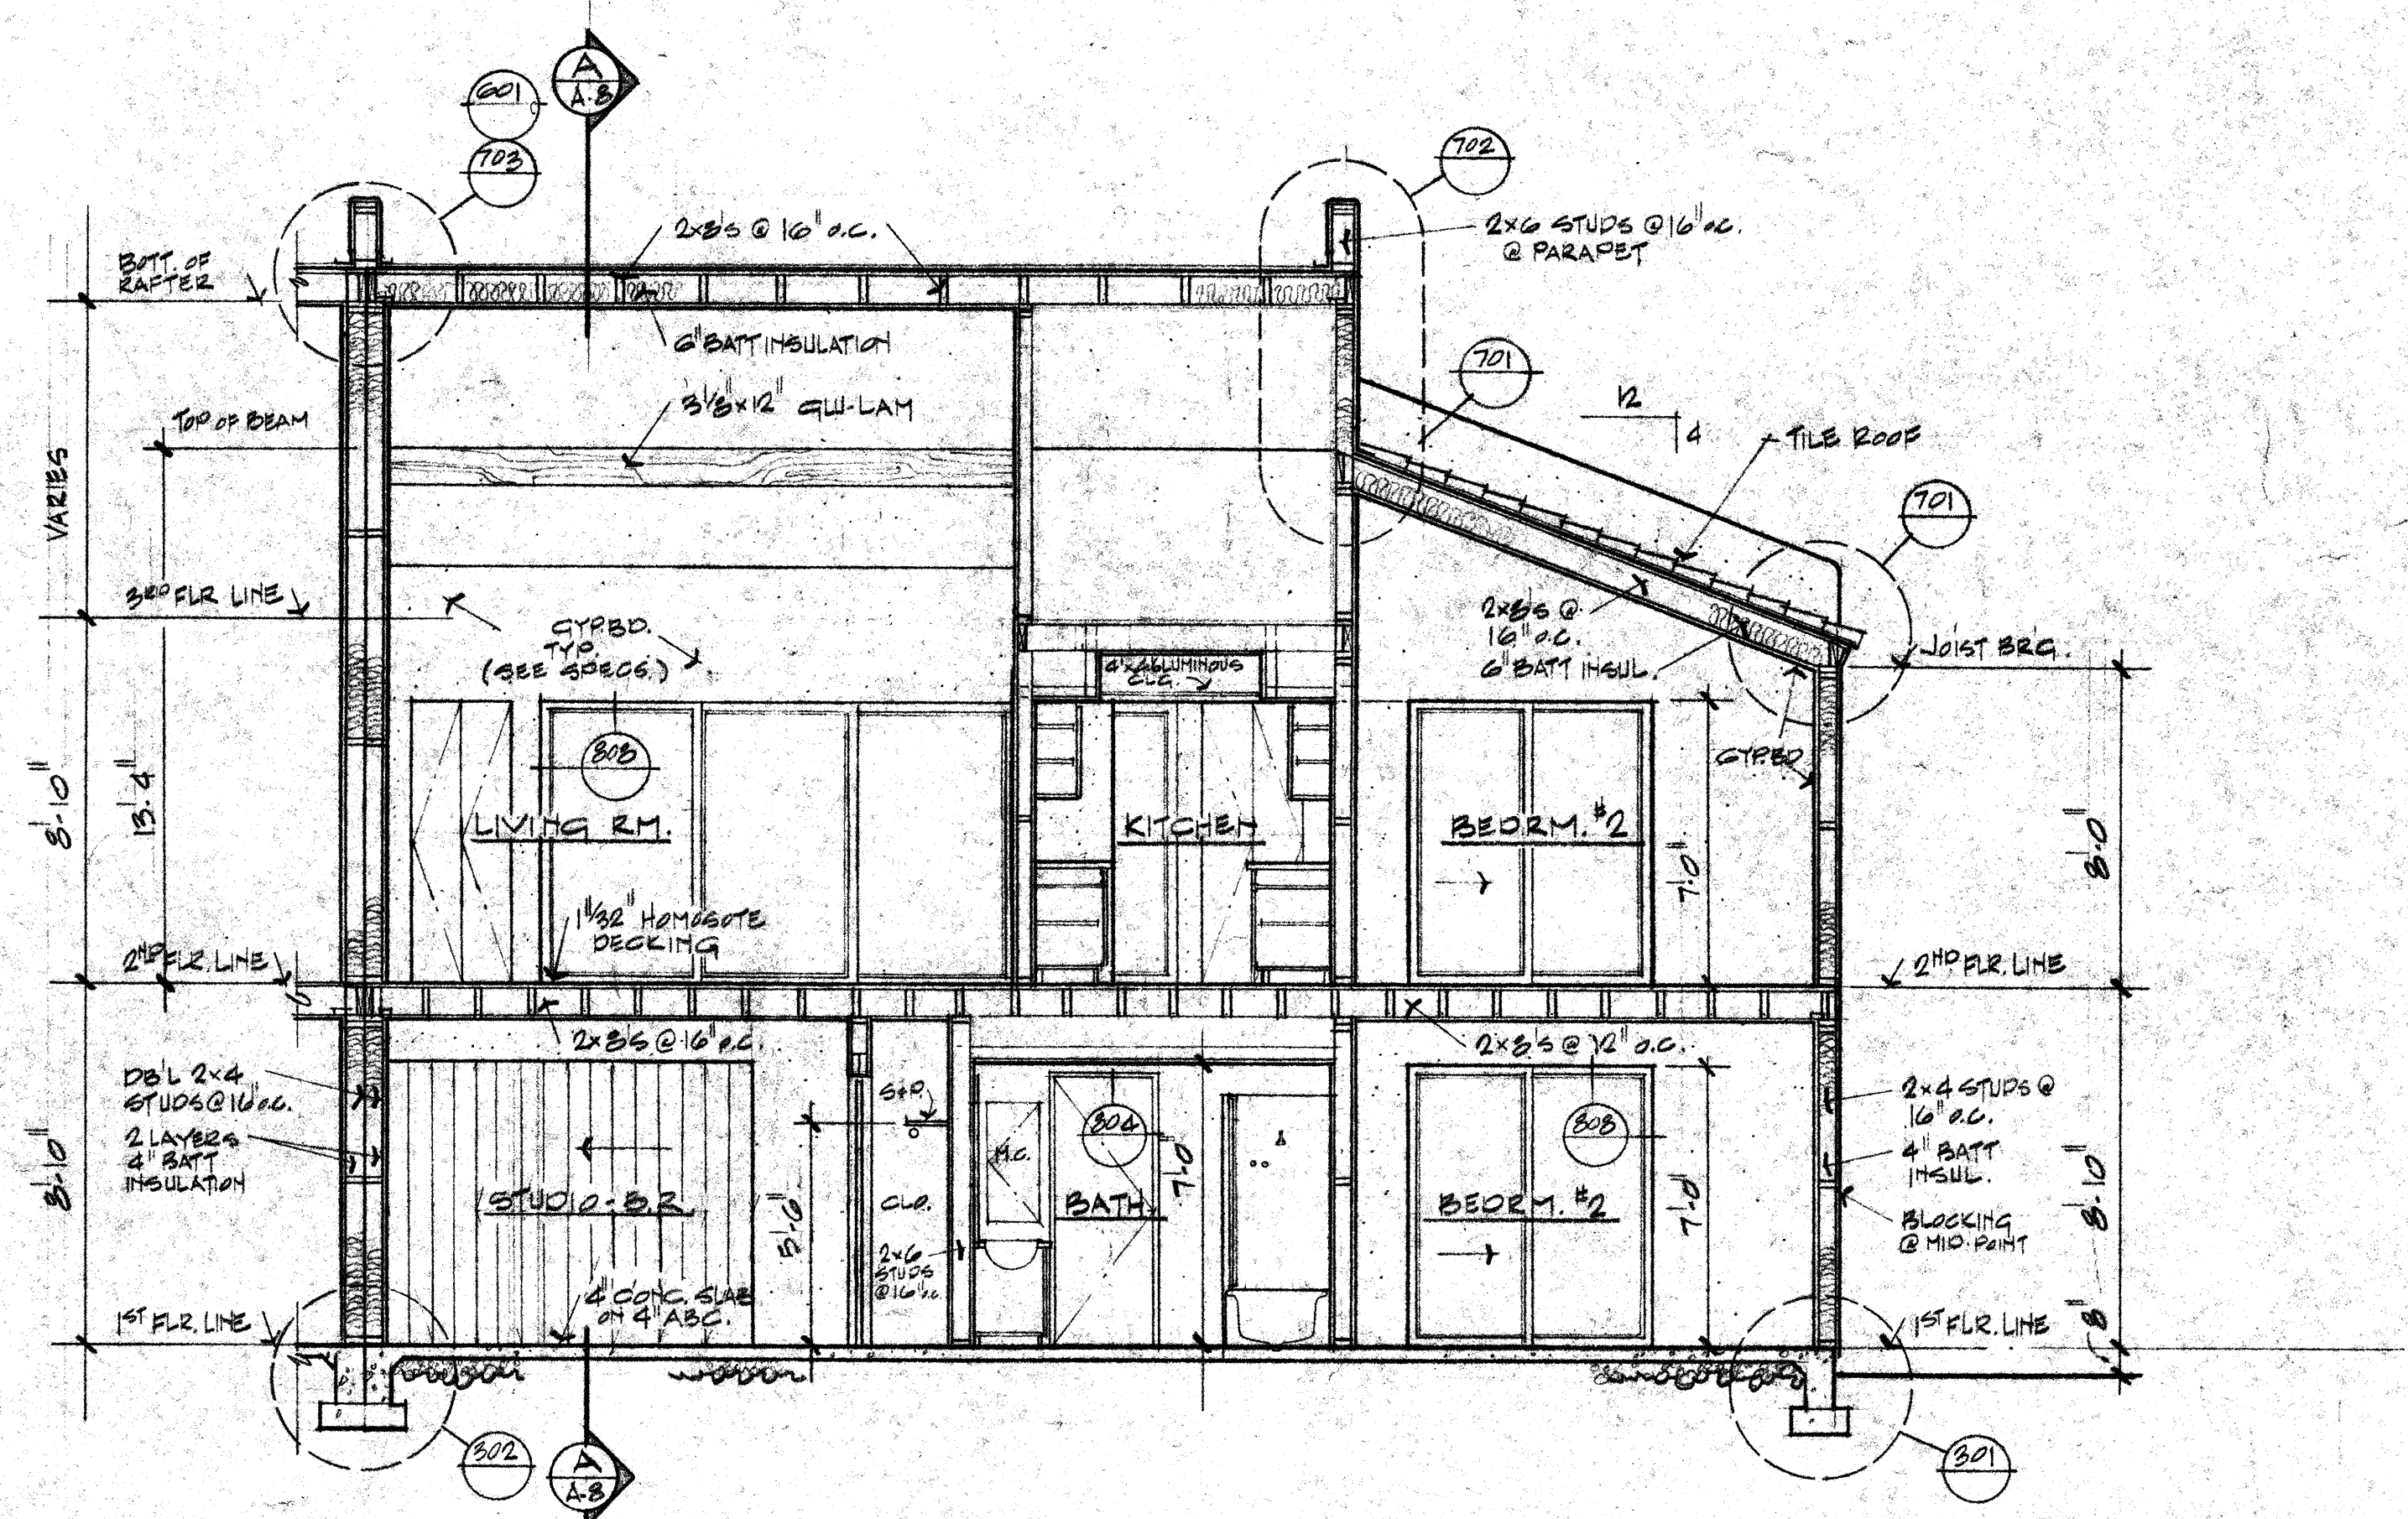 601
A
A-8
703
702
2x8's @ 16" o.c.
2x6 STUDS @ 16" o.c.
@ PARAPET
BOTT. OF
RAFTER
6" BATT INSULATION
701
3 1/8" x 12" GLU-LAM
12
4
TOP OF BEAM
TILE ROOF
VARIES
701
3RD FLR. LINE
GYP.BD.
TYP.
(SEE SPECS.)
2x8's @
16" o.c.
6" BATT INSUL.
JOIST BRG.
LUMINOUS
CLG.
GYP.BD.
8'-10"
13'-4"
808
LIVING RM.
KITCHEN
BEDRM. #2
7'-0"
8'-0"
1 11/32" HOMOSOTE
DECKING
2ND FLR. LINE
2ND FLR. LINE
2x8's @ 16" o.c.
2x8's @ 12" o.c.
DB'L 2x4
STUDS @ 16" o.c.
2 LAYERS
4" BATT
INSULATION
S & P.
804
808
2x4 STUDS @
16" o.c.
4" BATT
INSUL.
M.C.
8'-10"
STUDIO-B.R.
5'-6"
CLO.
BATH
7'-0"
BEDRM. #2
7'-0"
8'-10"
BLOCKING
@ MID-POINT
2x6
STUDS
@ 16" o.c.
4" CONC. SLAB
ON 4" ABC.
1ST FLR. LINE
1ST FLR. LINE
8"
302
A
A-8
301